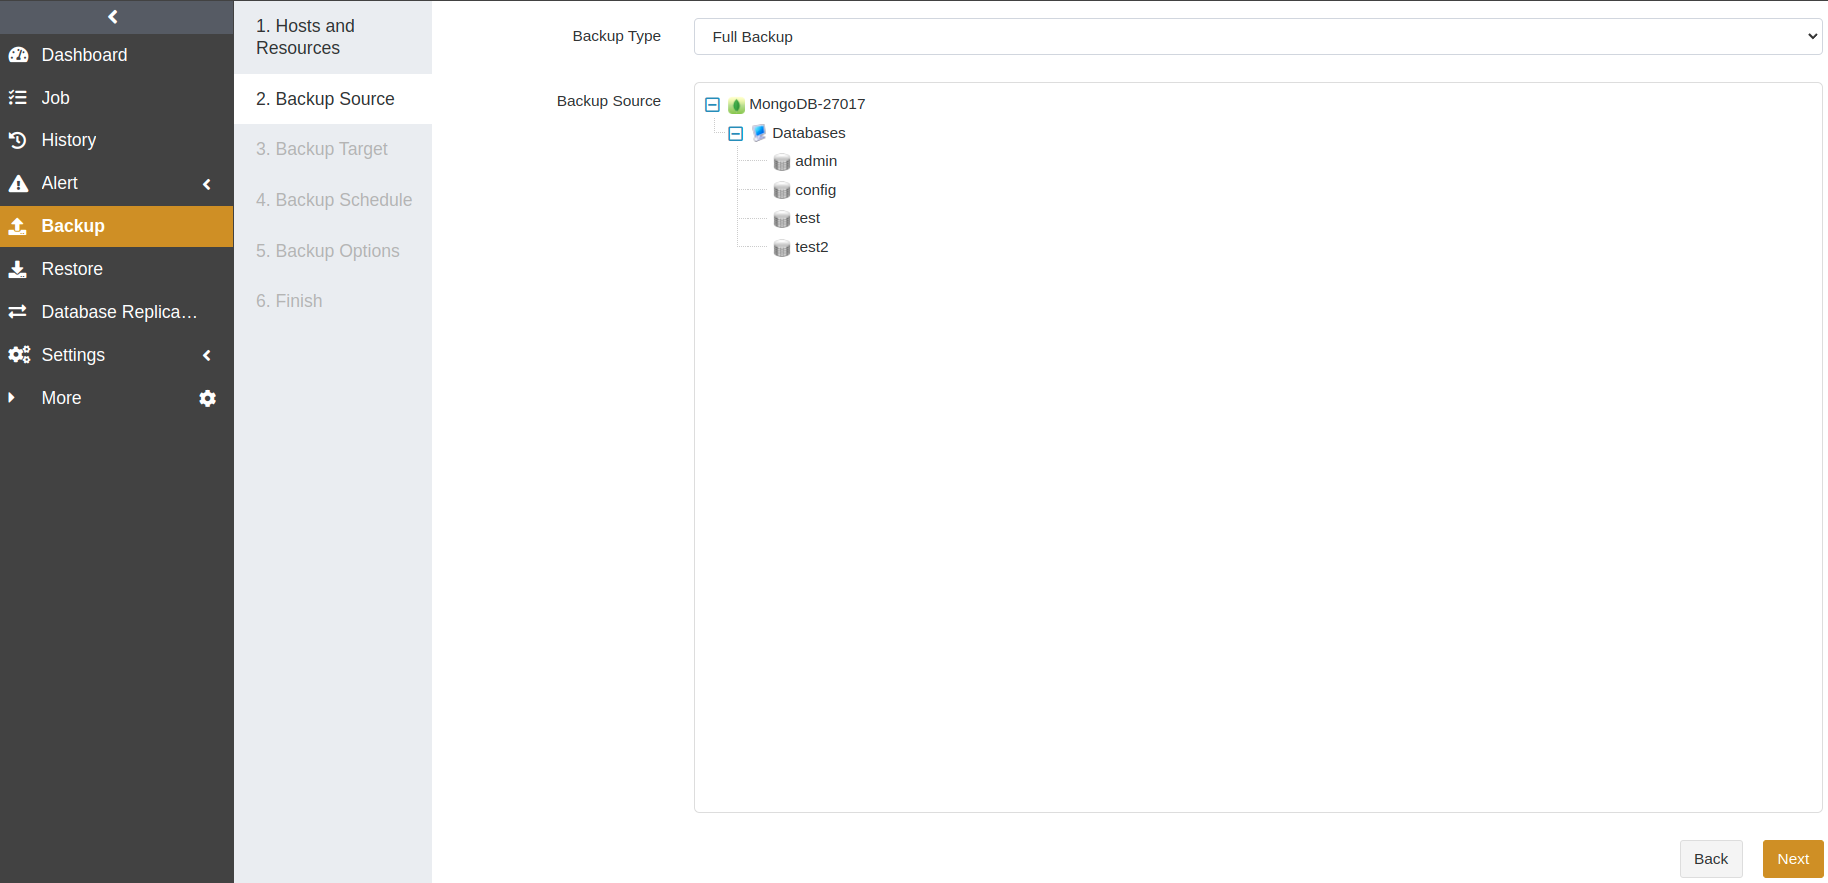 Dashboard
Job
History
Alert
Backup
Restore
Database Replica...
Settings
More
1. Hosts and
Resources
2. Backup Source
3. Backup Target
4. Backup Schedule
5. Backup Options
6. Finish
Backup Type
Full Backup
Backup Source
MongoDB-27017
Databases
admin
config
test
test2
Back
Next